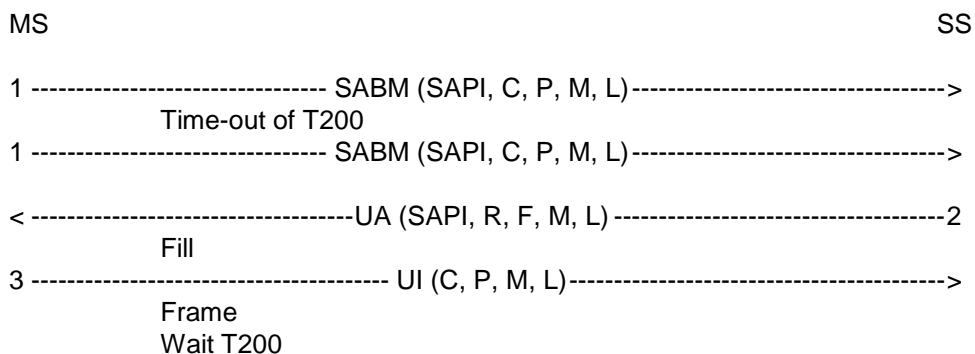 MS SS
1 --------------------------------- SABM (SAPI, C, P, M, L)----------------------------------->
Time-out of T200
1 --------------------------------- SABM (SAPI, C, P, M, L)----------------------------------->
< ------------------------------------UA (SAPI, R, F, M, L) -------------------------------------2
Fill
3 ---------------------------------------- UI (C, P, M, L)------------------------------------------>
Frame
Wait T200